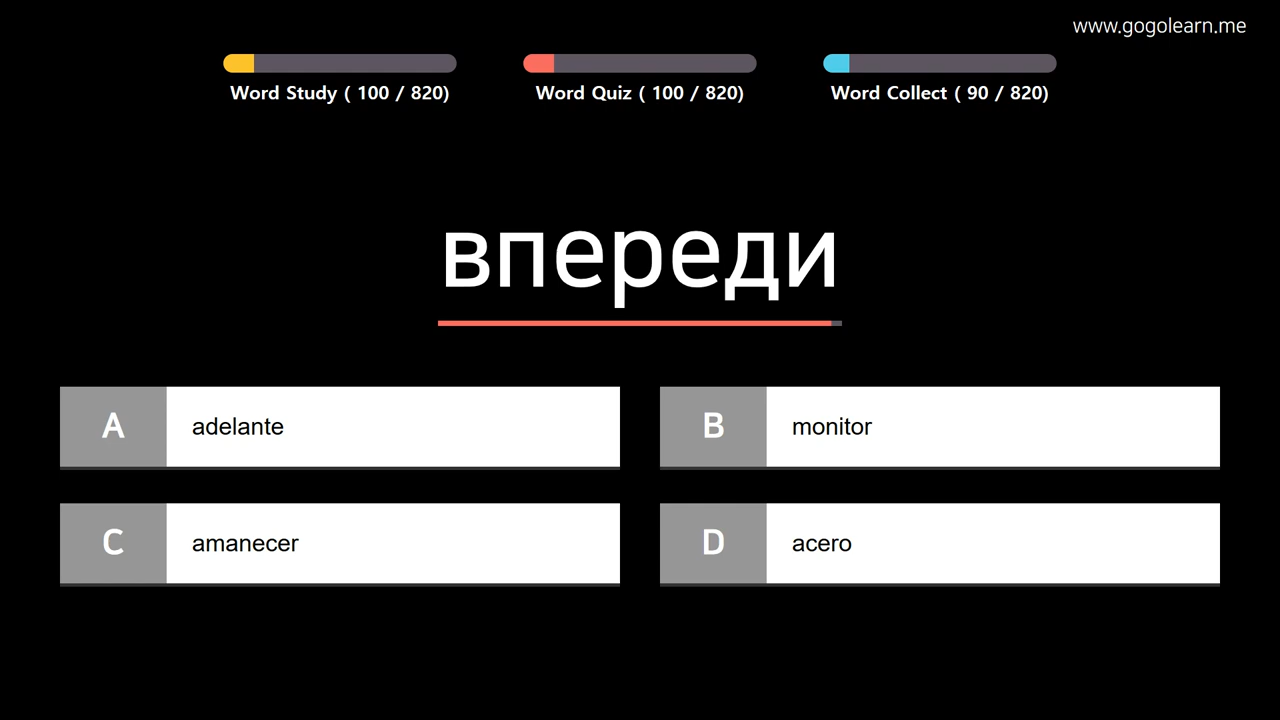 www.gogolearn.me
Word Study ( 100 / 820)
Word Quiz ( 100 / 820)
Word Collect ( 90 / 820)
впереди
A adelante
B monitor
C amanecer
D acero